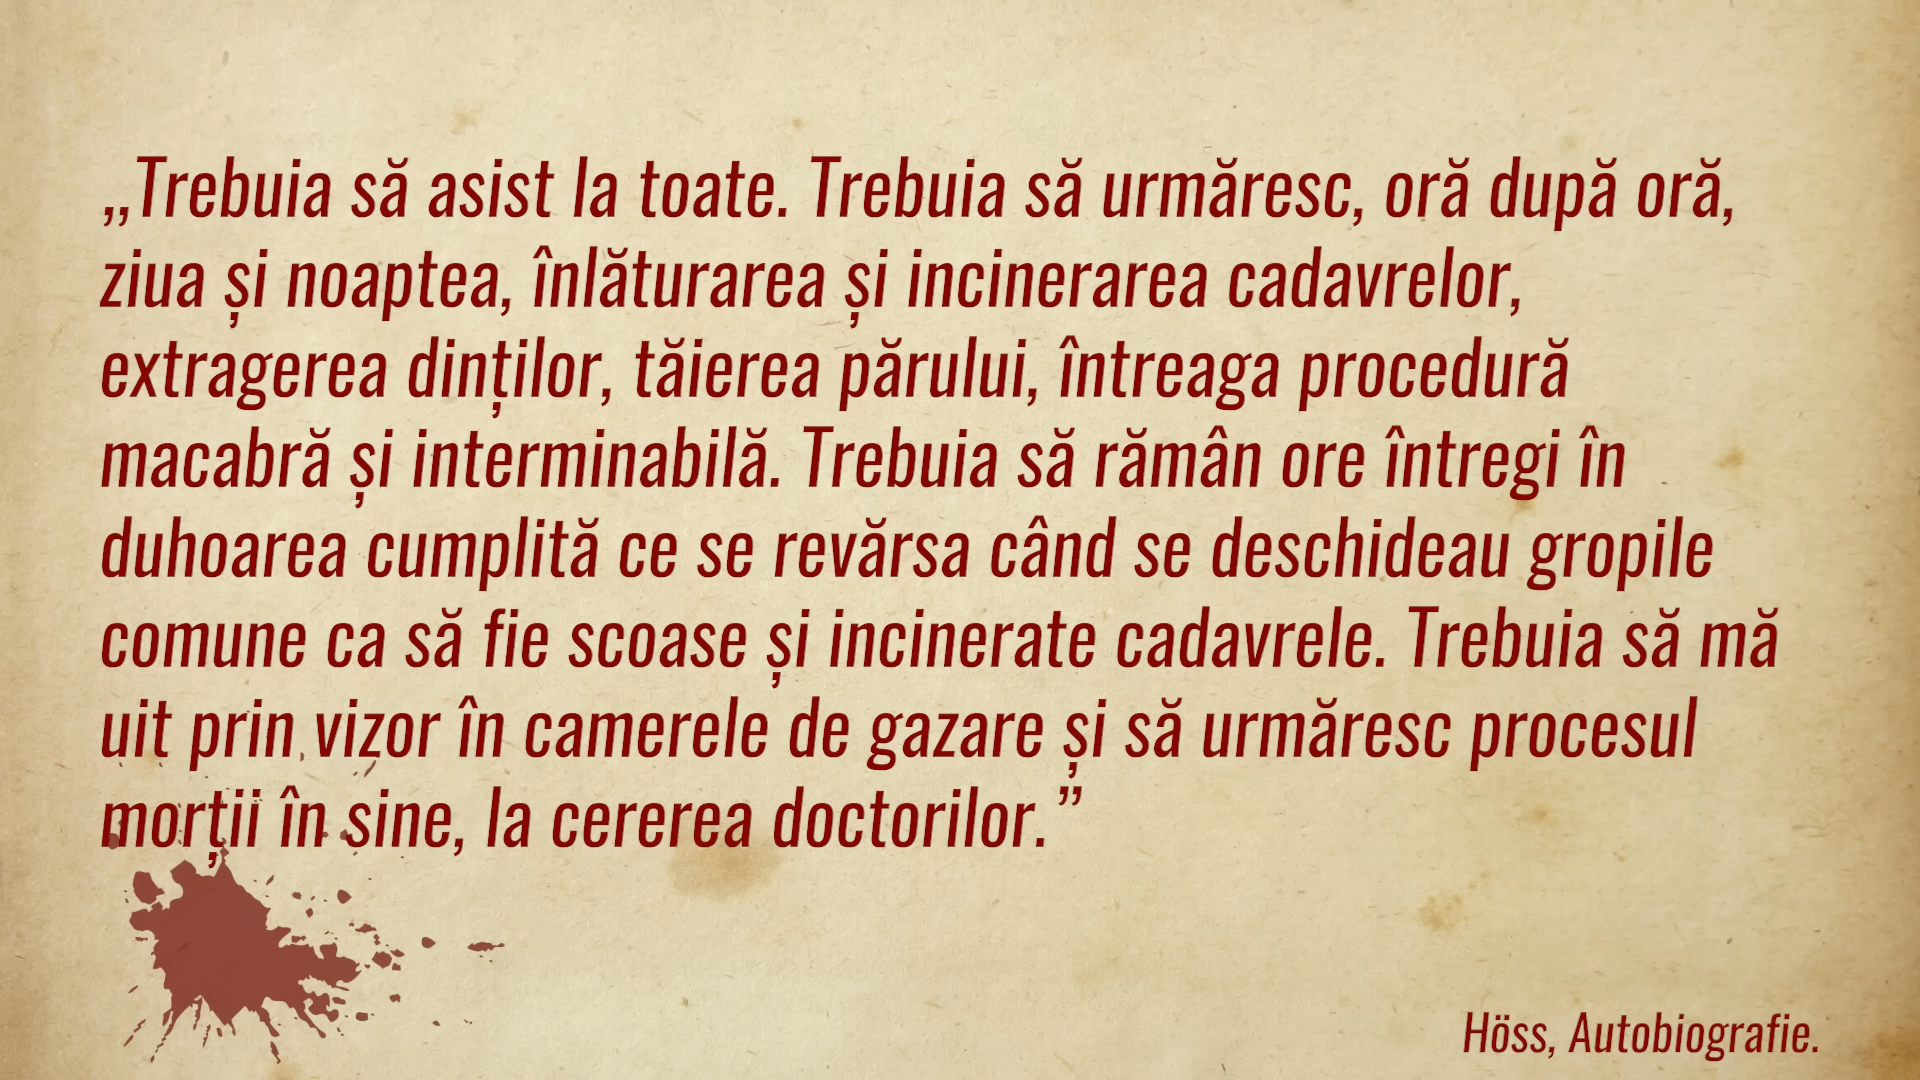 „Trebuia să asist la toate. Trebuia să urmăresc, oră după oră,
ziua și noaptea, înlăturarea și incinerarea cadavrelor,
extragerea dinților, tăierea părului, întreaga procedură
macabră și interminabilă. Trebuia să rămân ore întregi în
duhoarea cumplită ce se revărsa când se deschideau gropile
comune ca să fie scoase și incinerate cadavrele. Trebuia să mă
uit prin vizor în camerele de gazare și să urmăresc procesul
morții în sine, la cererea doctorilor.”
Höss, Autobiografie.